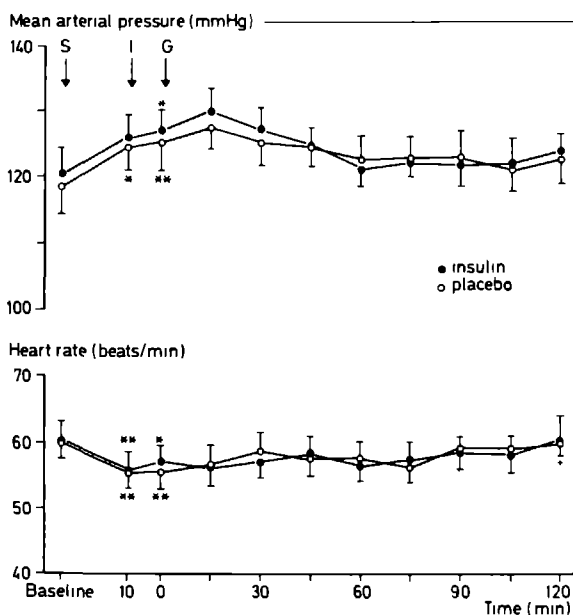 Mean arterial pressure (mmHg)
140
S I G
*
120
* **
100
● insulin
○ placebo
Heart rate (beats/min)
70
** *
60
** **
+
50
40
Baseline 10 0 30 60 90 120
Time (min)